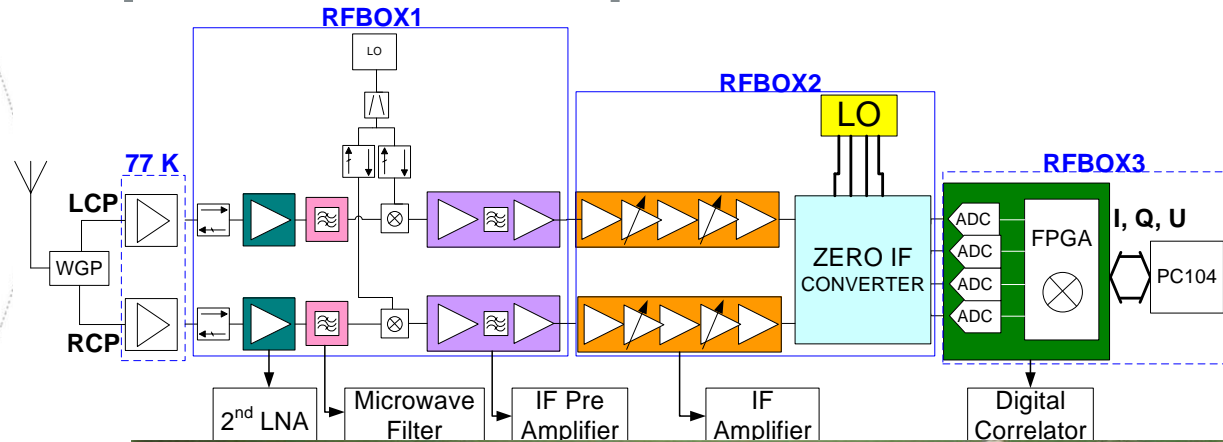 RFBOX1
LO
RFBOX2
LO
77 K
RFBOX3
LCP
ADC
I, Q, U
FPGA
ADC
WGP
ZERO IF
CONVERTER
PC104
ADC
ADC
RCP
2nd LNA
Microwave
Filter
IF Pre
Amplifier
IF
Amplifier
Digital
Correlator